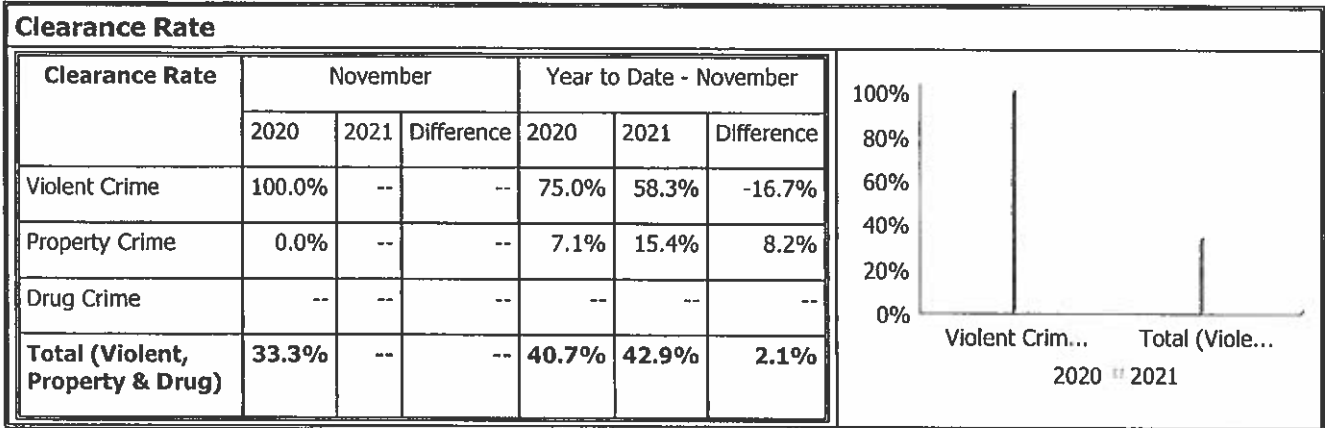 Clearance Rate
Clearance Rate November Year to Date - November
2020 2021 Difference 2020 2021 Difference
Violent Crime 100.0% -- -- 75.0% 58.3% -16.7%
Property Crime 0.0% -- -- 7.1% 15.4% 8.2%
Drug Crime -- -- -- -- -- --
Total (Violent,
Property & Drug) 33.3% -- -- 40.7% 42.9% 2.1%
100%
80%
60%
40%
20%
0%
Violent Crim... Total (Viole...
2020 2021